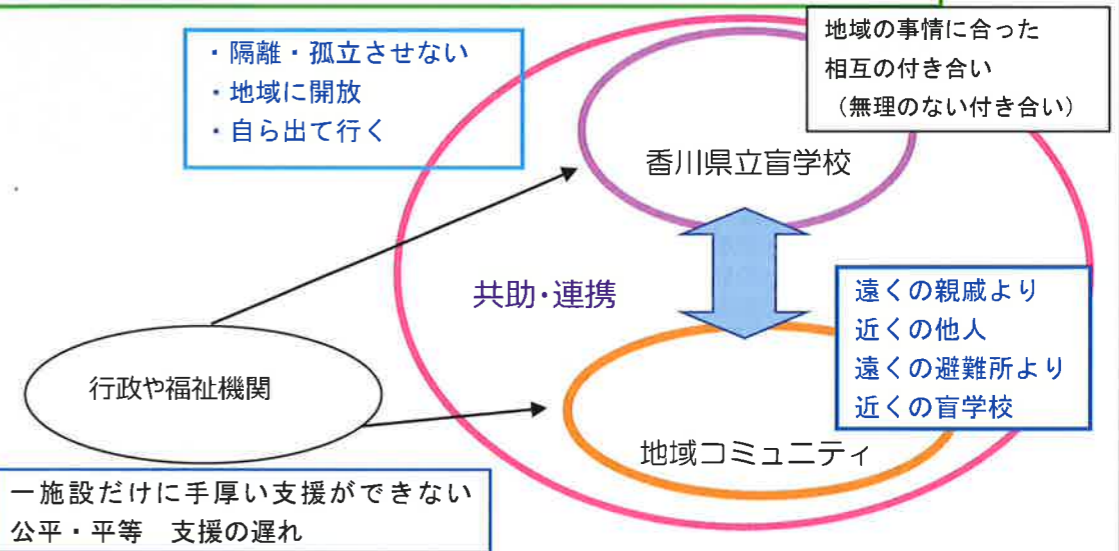 ・隔離・孤立させない
・地域に開放
・自ら出て行く
地域の事情に合った
相互の付き合い
（無理のない付き合い）
香川県立盲学校
共助・連携
遠くの親戚より
近くの他人
遠くの避難所より
近くの盲学校
行政や福祉機関
地域コミュニティ
一施設だけに手厚い支援ができない
公平・平等　支援の遅れ